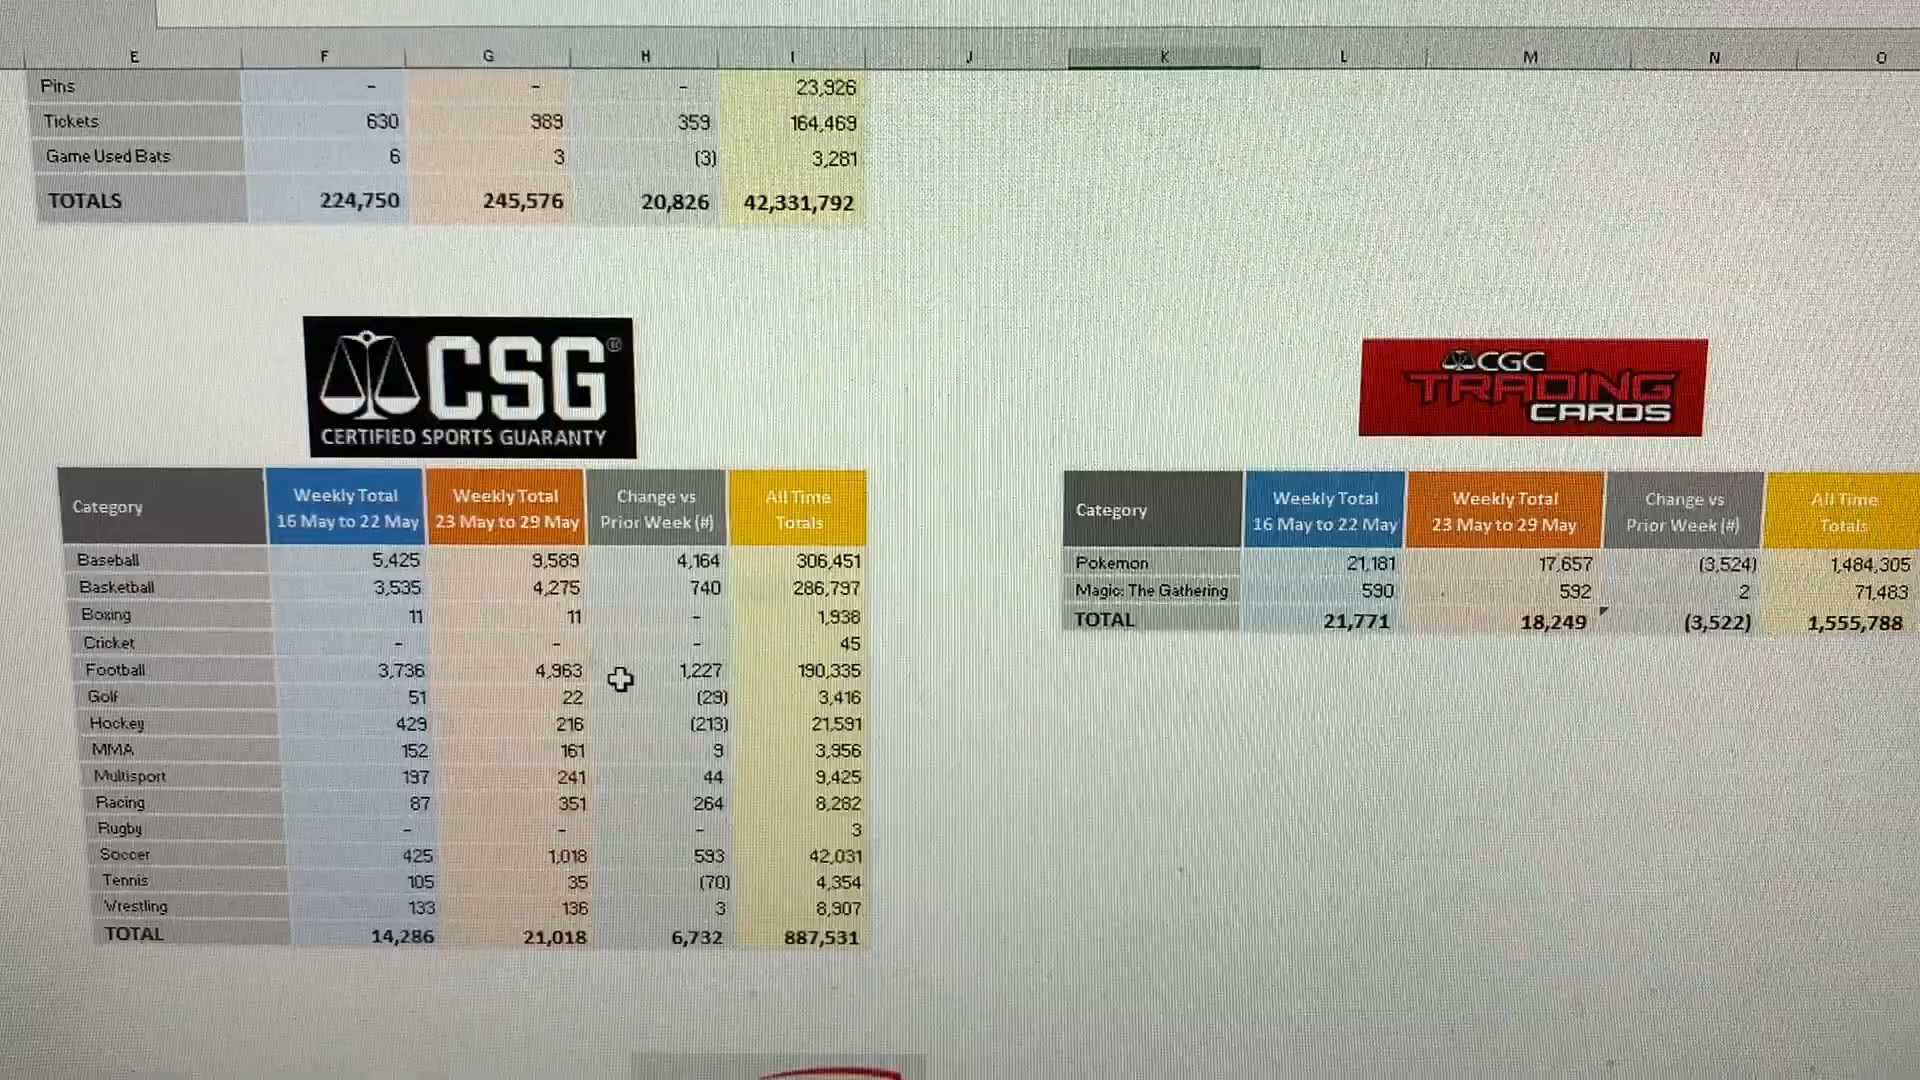 E F G H I J K L M N O
Pins - - - 23,926
Tickets 630 989 359 164,469
Game Used Bats 6 3 (3) 3,281
TOTALS 224,750 245,576 20,826 42,331,792
CSG®
CERTIFIED SPORTS GUARANTY
Category Weekly Total 16 May to 22 May Weekly Total 23 May to 29 May Change vs Prior Week (#) All Time Totals
Baseball 5,425 9,589 4,164 306,451
Basketball 3,535 4,275 740 286,797
Boxing 11 11 - 1,938
Cricket - - - 45
Football 3,736 4,963 1,227 190,335
Golf 51 22 (29) 3,416
Hockey 429 216 (213) 21,591
MMA 152 161 9 3,956
Multisport 197 241 44 9,425
Racing 87 351 264 8,282
Rugby - - - 3
Soccer 425 1,018 593 42,031
Tennis 105 35 (70) 4,354
Wrestling 133 136 3 8,907
TOTAL 14,286 21,018 6,732 887,531
CGC
TRADING
CARDS
Category Weekly Total 16 May to 22 May Weekly Total 23 May to 29 May Change vs Prior Week (#) All Time Totals
Pokemon 21,181 17,657 (3,524) 1,484,305
Magic: The Gathering 590 592 2 71,483
TOTAL 21,771 18,249 (3,522) 1,555,788